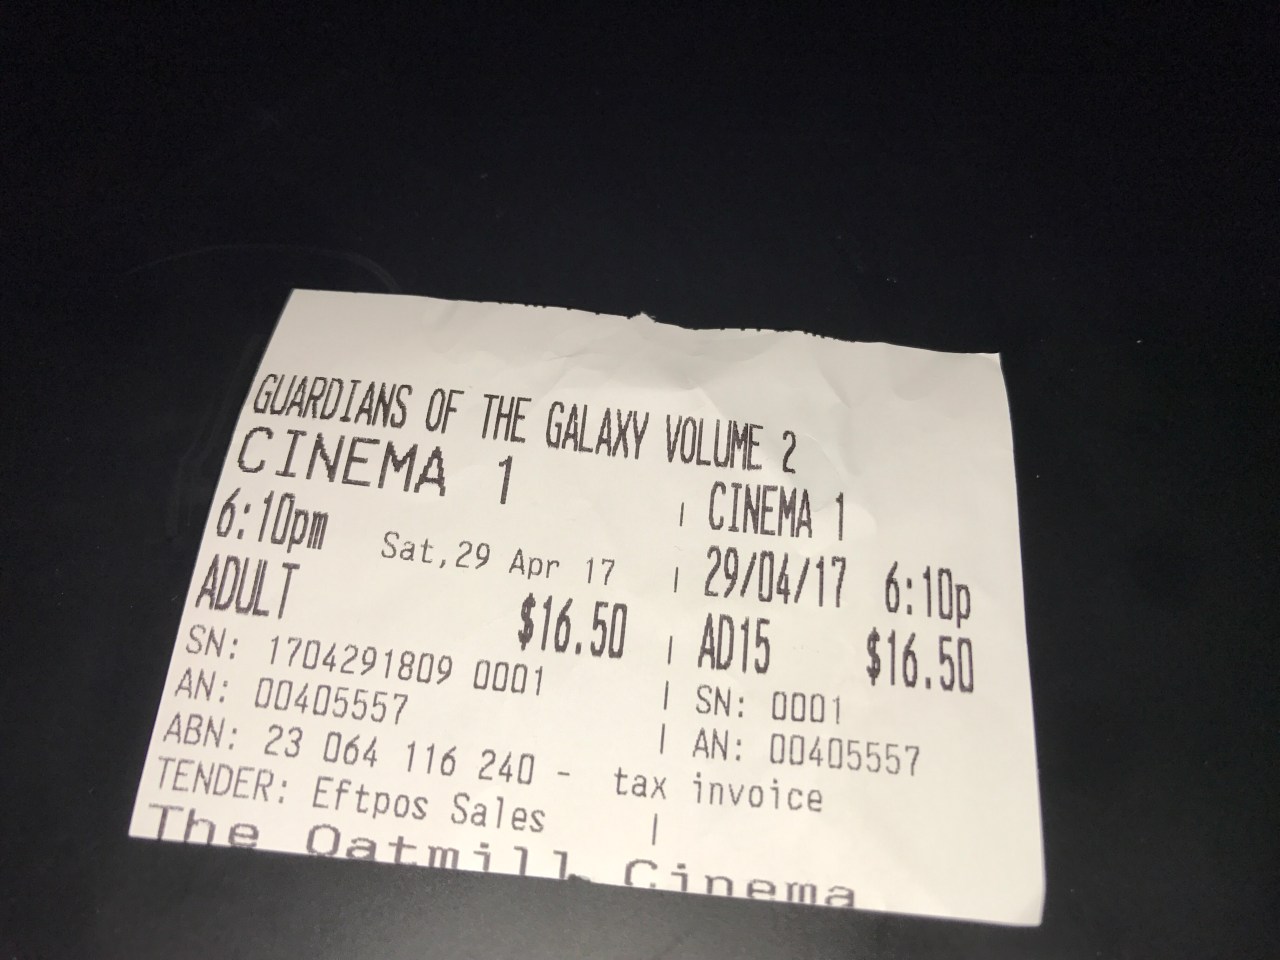 GUARDIANS OF THE GALAXY VOLUME 2
CINEMA 1 | CINEMA 1
6:10pm Sat,29 Apr 17 | 29/04/17 6:10p
ADULT $16.50 | AD15 $16.50
SN: 1704291809 0001 | SN: 0001
AN: 00405557 | AN: 00405557
ABN: 23 064 116 240 - tax invoice
TENDER: Eftpos Sales |
The Oatmill Cinema